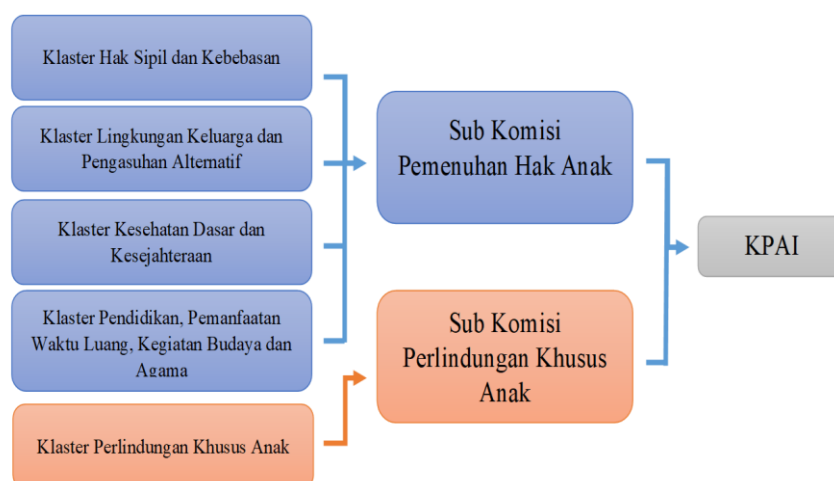 Klaster Hak Sipil dan Kebebasan
Klaster Lingkungan Keluarga dan
Pengasuhan Alternatif
Klaster Kesehatan Dasar dan
Kesejahteraan
Klaster Pendidikan, Pemanfaatan
Waktu Luang, Kegiatan Budaya dan
Agama
Klaster Perlindungan Khusus Anak
Sub Komisi
Pemenuhan Hak Anak
Sub Komisi
Perlindungan Khusus
Anak
KPAI